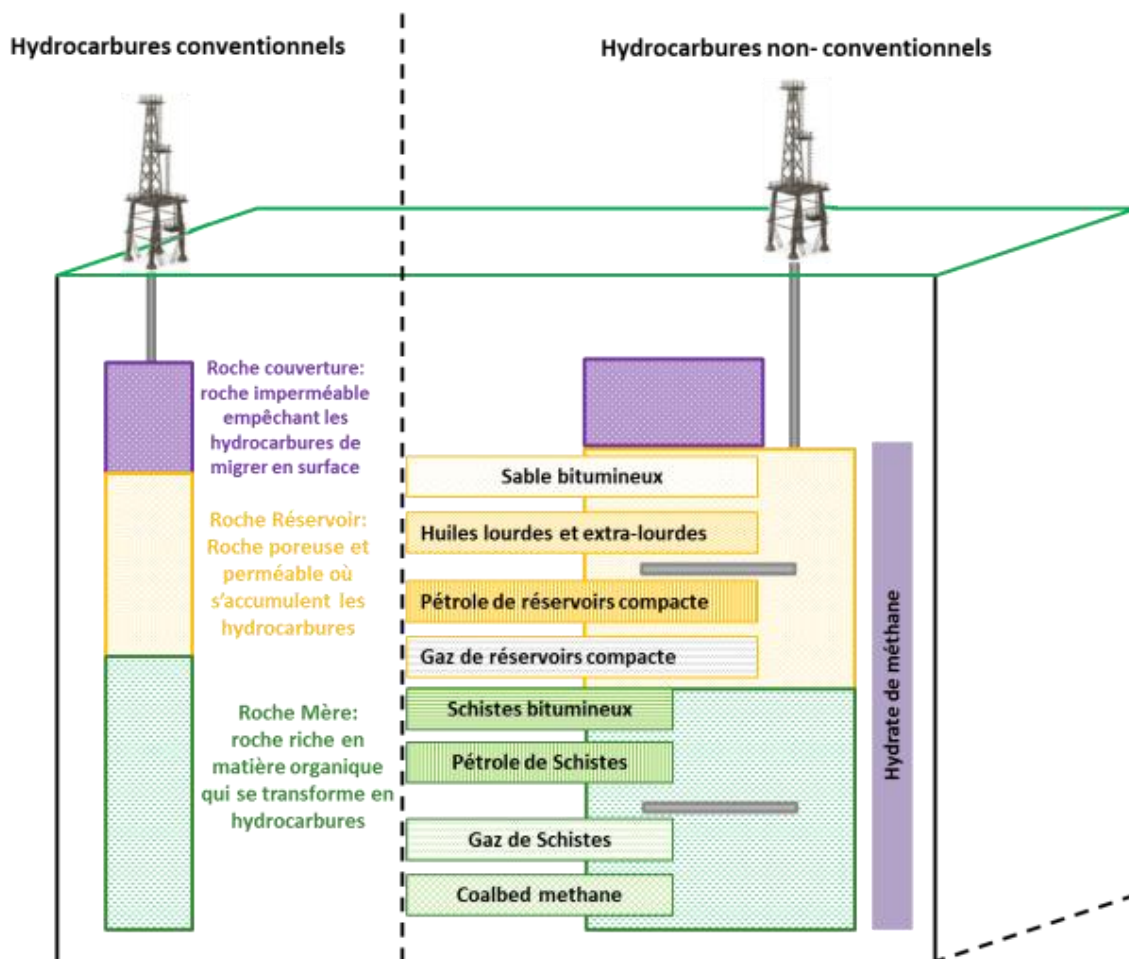 Hydrocarbures conventionnels
Hydrocarbures non- conventionnels
Roche couverture:
roche imperméable
empêchant les
hydrocarbures de
migrer en surface
Roche Réservoir:
Roche poreuse et
perméable où
s'accumulent les
hydrocarbures
Roche Mère:
roche riche en
matière organique
qui se transforme en
hydrocarbures
Sable bitumineux
Huiles lourdes et extra-lourdes
Pétrole de réservoirs compacte
Gaz de réservoirs compacte
Schistes bitumineux
Pétrole de Schistes
Gaz de Schistes
Coalbed methane
Hydrate de méthane